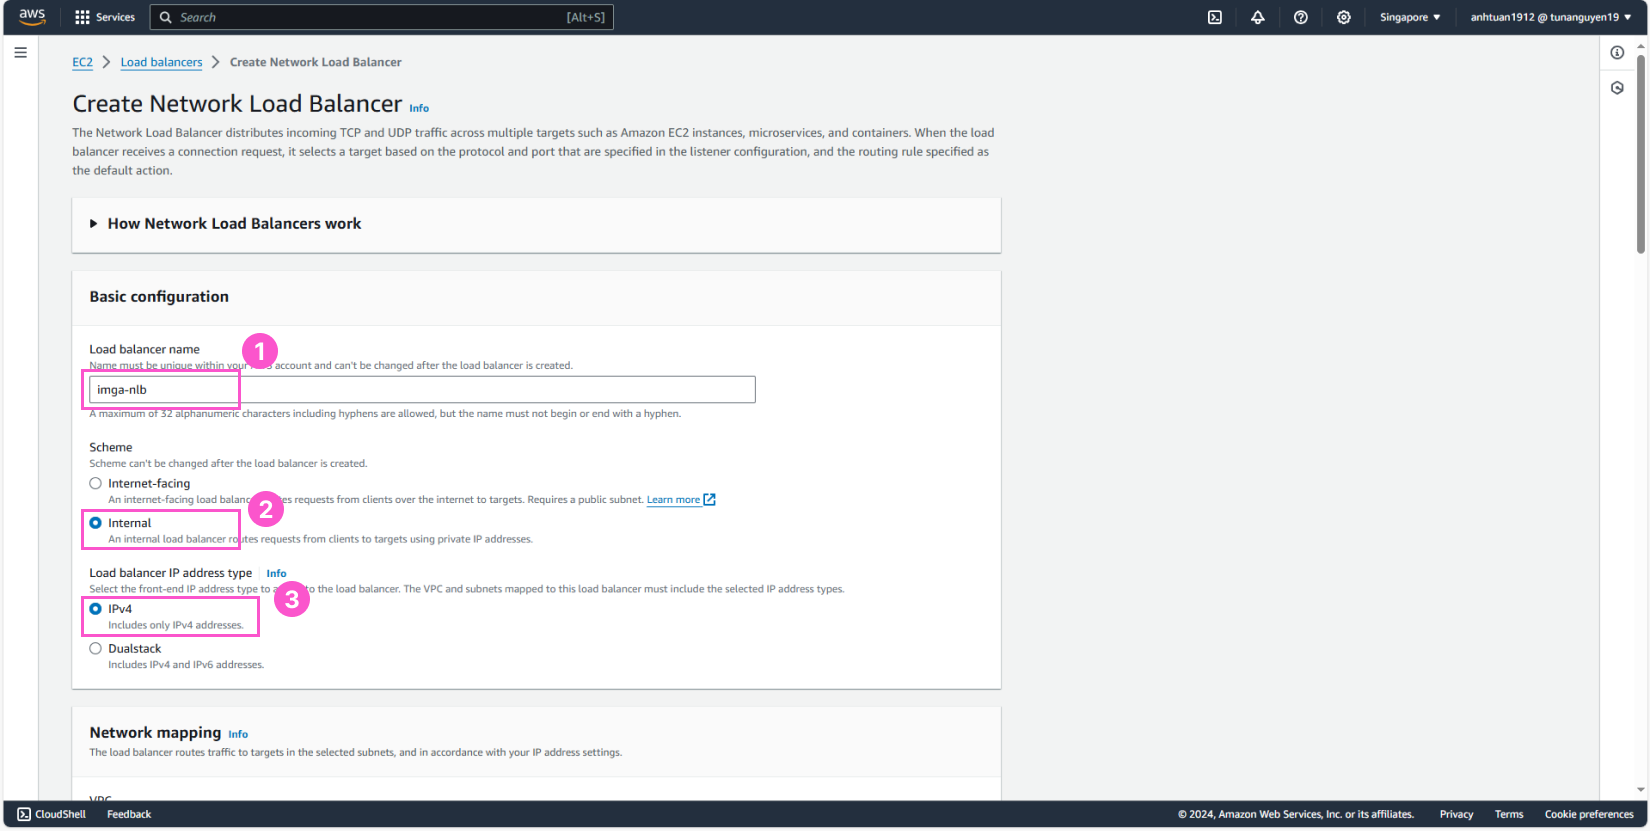 aws
Services
Search
[Alt+S]
Singapore
anhtuan1912 @ tunanguyen19
EC2
Load balancers
Create Network Load Balancer
Create Network Load Balancer
Info
The Network Load Balancer distributes incoming TCP and UDP traffic across multiple targets such as Amazon EC2 instances, microservices, and containers. When the load
balancer receives a connection request, it selects a target based on the protocol and port that are specified in the listener configuration, and the routing rule specified as
the default action.
How Network Load Balancers work
Basic configuration
Load balancer name
1
Name must be unique within your account and can't be changed after the load balancer is created.
imga-nlb
A maximum of 32 alphanumeric characters including hyphens are allowed, but the name must not begin or end with a hyphen.
Scheme
Scheme can't be changed after the load balancer is created.
Internet-facing
An internet-facing load requests from clients over the internet to targets. Requires a public subnet. Learn more
2
Internal
An internal load balancer routes requests from clients to targets using private IP addresses.
Load balancer IP address type
Info
Select the front-end IP address type to to the load balancer. The VPC and subnets mapped to this load balancer must include the selected IP address types.
3
IPv4
Includes only IPv4 addresses.
Dualstack
Includes IPv4 and IPv6 addresses.
Network mapping
Info
The load balancer routes traffic to targets in the selected subnets, and in accordance with your IP address settings.
VPC
CloudShell
Feedback
© 2024, Amazon Web Services, Inc. or its affiliates.
Privacy
Terms
Cookie preferences